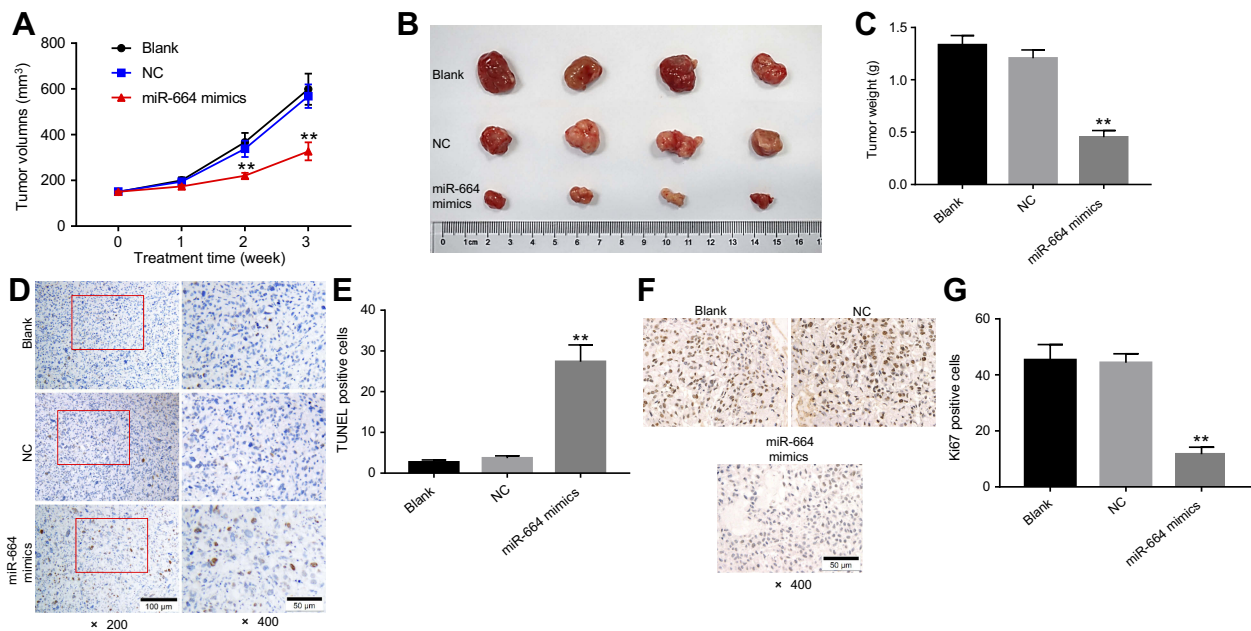 A
Blank
NC
miR-664 mimics
Tumor volumns (mm³)
800
600
400
200
0
**
**
0 1 2 3
Treatment time (week)
B
Blank
NC
miR-664
mimics
0 1cm 2 3 4 5 6 7 8 9 10 11 12 13 14 15 16 17
C
Tumor weight (g)
1.5
1.0
0.5
0.0
**
Blank
NC
miR-664 mimics
D
Blank
NC
miR-664
mimics
100 µm
50 µm
× 200
× 400
E
TUNEL positive cells
40
30
20
10
0
**
Blank
NC
miR-664 mimics
F
Blank
NC
miR-664
mimics
50 µm
× 400
G
Ki67 positive cells
60
40
20
0
**
Blank
NC
miR-664 mimics